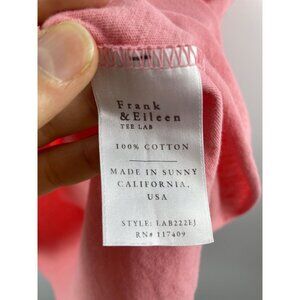 Frank
& Eileen
TEE LAB
100% COTTON
MADE IN SUNNY
CALIFORNIA,
USA
STYLE: LAB222EJ
RN# 117409